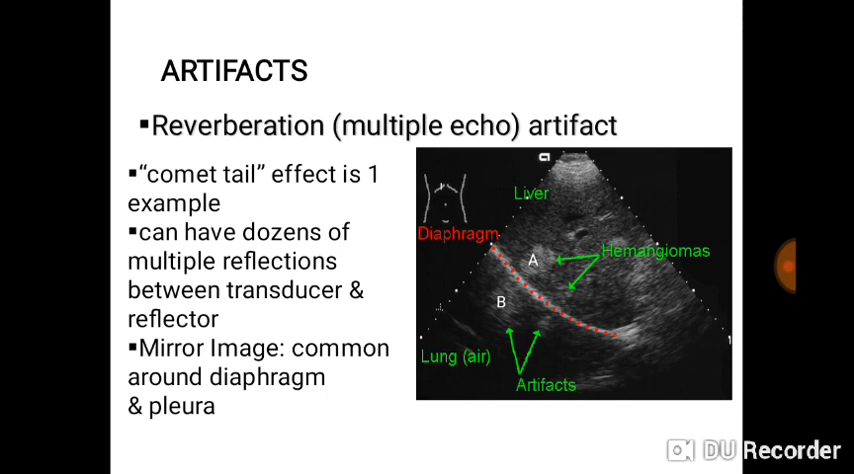 ARTIFACTS
▪Reverberation (multiple echo) artifact
▪“comet tail” effect is 1
example
▪can have dozens of
multiple reflections
between transducer &
reflector
▪Mirror Image: common
around diaphragm
& pleura
Liver
Diaphragm
Hemangiomas
A
B
Lung (air)
Artifacts
DU Recorder